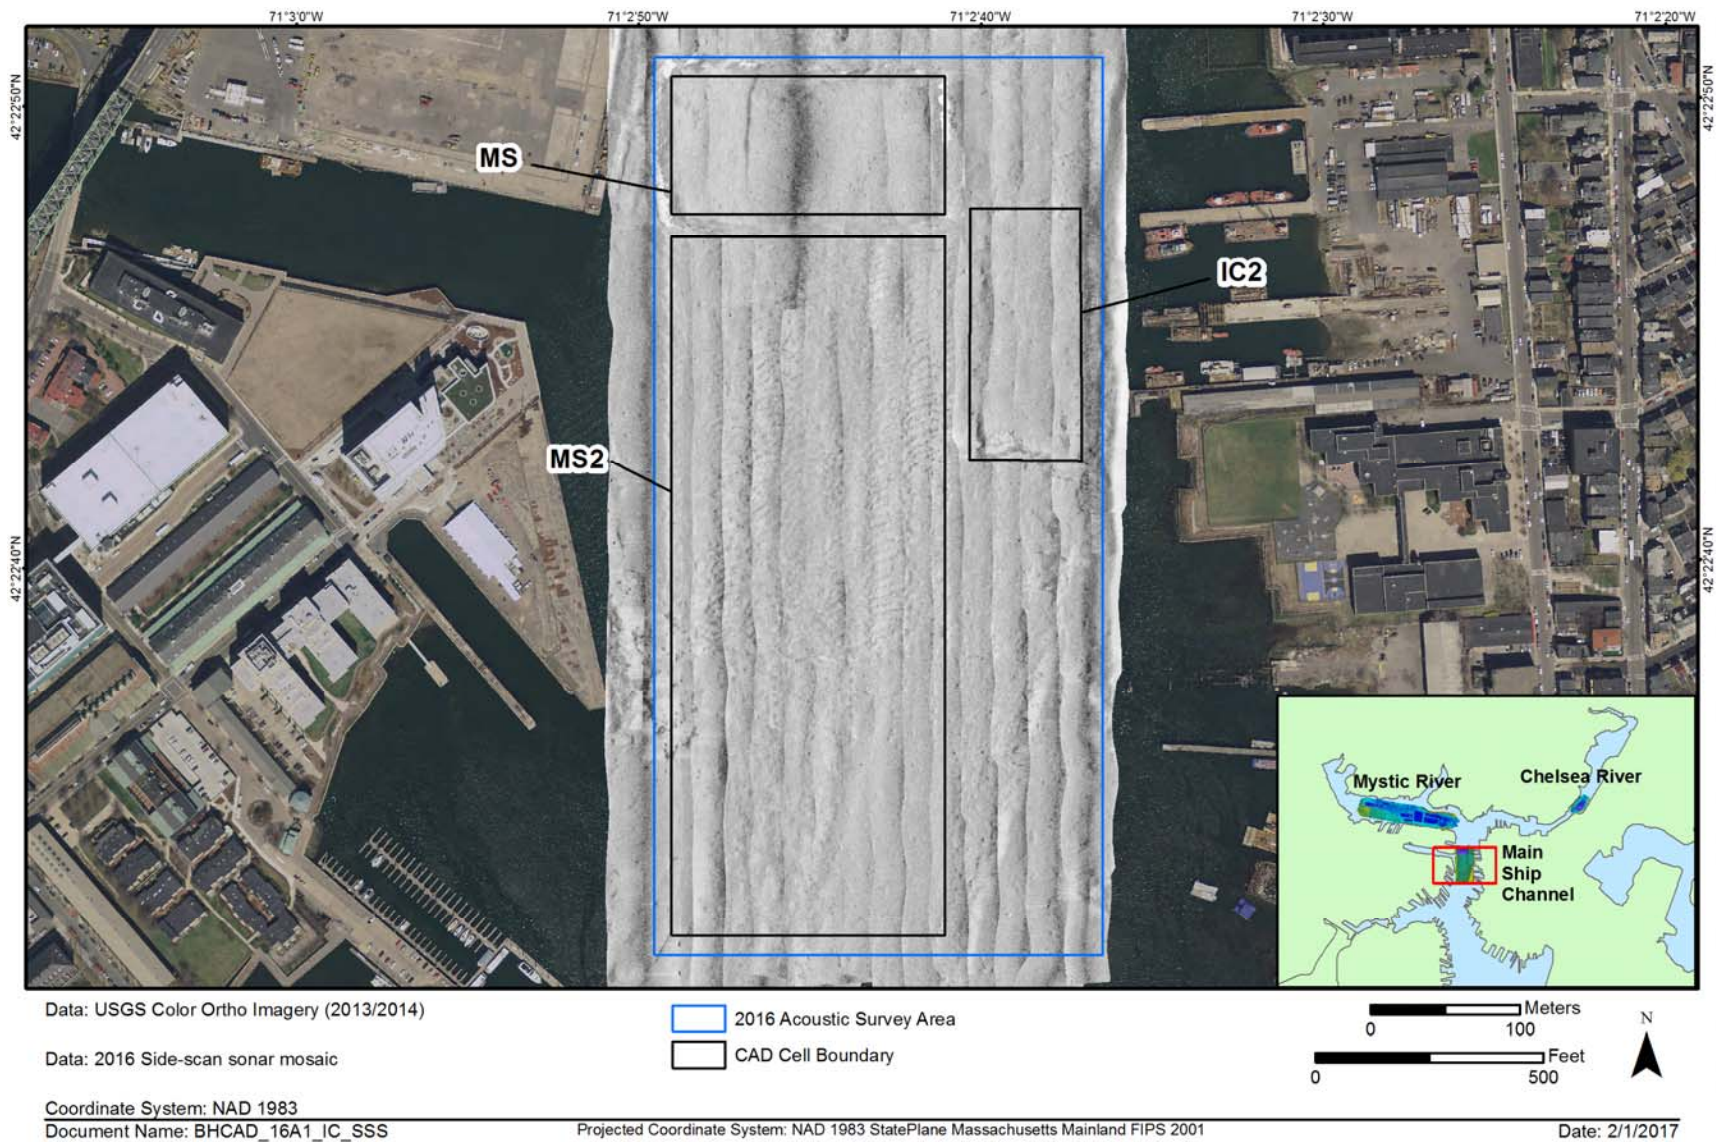 71°3'0"W
71°2'50"W
71°2'40"W
71°2'30"W
71°2'20"W
42°22'50"N
42°22'50"N
MS
IC2
MS2
42°22'40"N
42°22'40"N
Mystic River
Chelsea River
Main
Ship
Channel
Data: USGS Color Ortho Imagery (2013/2014)
Data: 2016 Side-scan sonar mosaic
2016 Acoustic Survey Area
CAD Cell Boundary
Meters
0 100
Feet
0 500
N
Coordinate System: NAD 1983
Document Name: BHCAD_16A1_IC_SSS
Projected Coordinate System: NAD 1983 StatePlane Massachusetts Mainland FIPS 2001
Date: 2/1/2017